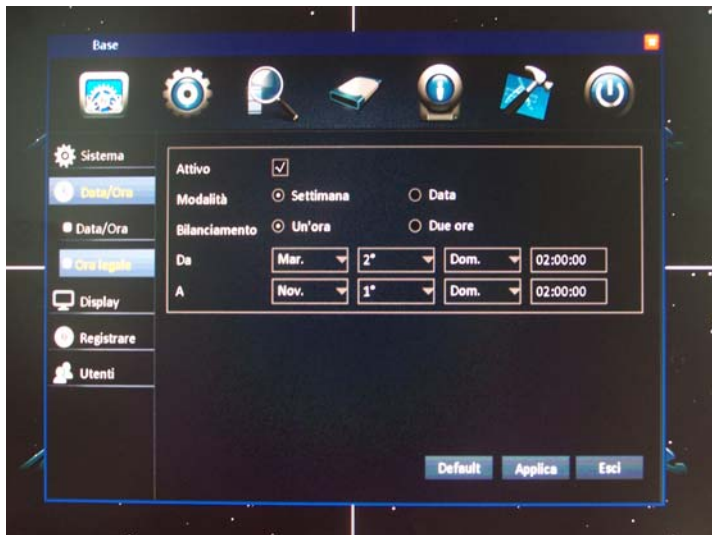 Base
Sistema
Data/Ora
Data/Ora
Ora legale
Display
Registrare
Utenti
Attivo
Modalità Settimana Data
Bilanciamento Un'ora Due ore
Da Mar. 2° Dom. 02:00:00
A Nov. 1° Dom. 02:00:00
Default Applica Esci